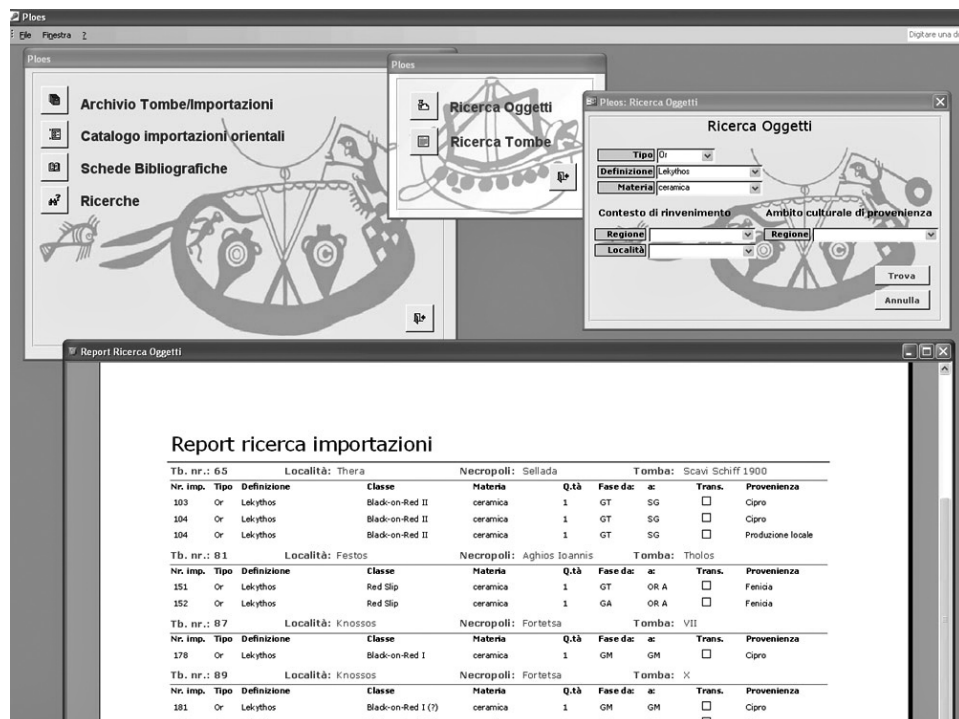 Ploes
File Finestra ?
Digitare una d
Ploes
Archivio Tombe/Importazioni
Catalogo importazioni orientali
Schede Bibliografiche
Ricerche
Ploes
Ricerca Oggetti
Ricerca Tombe
Pleos: Ricerca Oggetti
Ricerca Oggetti
Tipo Or
Definizione Lekythos
Materia ceramica
Contesto di rinvenimento Ambito culturale di provenienza
Regione Regione
Località
Trova
Annulla
Report Ricerca Oggetti
Report ricerca importazioni
Tb. nr.: 65 Località: Thera Necropoli: Sellada Tomba: Scavi Schiff 1900
Nr. imp. Tipo Definizione Classe Materia Q.tà Fase da: a: Trans. Provenienza
103 Or Lekythos Black-on-Red II ceramica 1 GT SG Cipro
104 Or Lekythos Black-on-Red II ceramica 1 GT SG Cipro
104 Or Lekythos Black-on-Red II ceramica 1 GT SG Produzione locale
Tb. nr.: 81 Località: Festos Necropoli: Aghios Ioannis Tomba: Tholos
Nr. imp. Tipo Definizione Classe Materia Q.tà Fase da: a: Trans. Provenienza
151 Or Lekythos Red Slip ceramica 1 GT OR A Fenicia
152 Or Lekythos Red Slip ceramica 1 GA OR A Fenicia
Tb. nr.: 87 Località: Knossos Necropoli: Fortetsa Tomba: VII
Nr. imp. Tipo Definizione Classe Materia Q.tà Fase da: a: Trans. Provenienza
178 Or Lekythos Black-on-Red I ceramica 1 GM GM Cipro
Tb. nr.: 89 Località: Knossos Necropoli: Fortetsa Tomba: X
Nr. imp. Tipo Definizione Classe Materia Q.tà Fase da: a: Trans. Provenienza
181 Or Lekythos Black-on-Red I (?) ceramica 1 GM GM Cipro